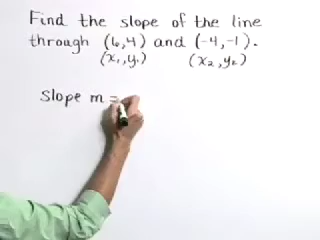 Find the slope of the line
through (6,4) and (-4,-1).
(x₁,y₁) (x₂,y₂)
Slope m =